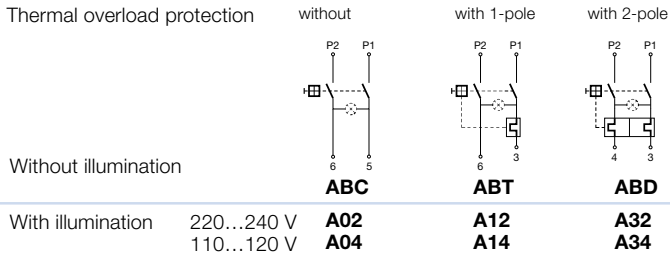 Thermal overload protection without with 1-pole with 2-pole
P2 P1 P2 P1 P2 P1
6 5 6 3 4 3
Without illumination
ABC ABT ABD
With illumination 220...240 V A02 A12 A32
110...120 V A04 A14 A34